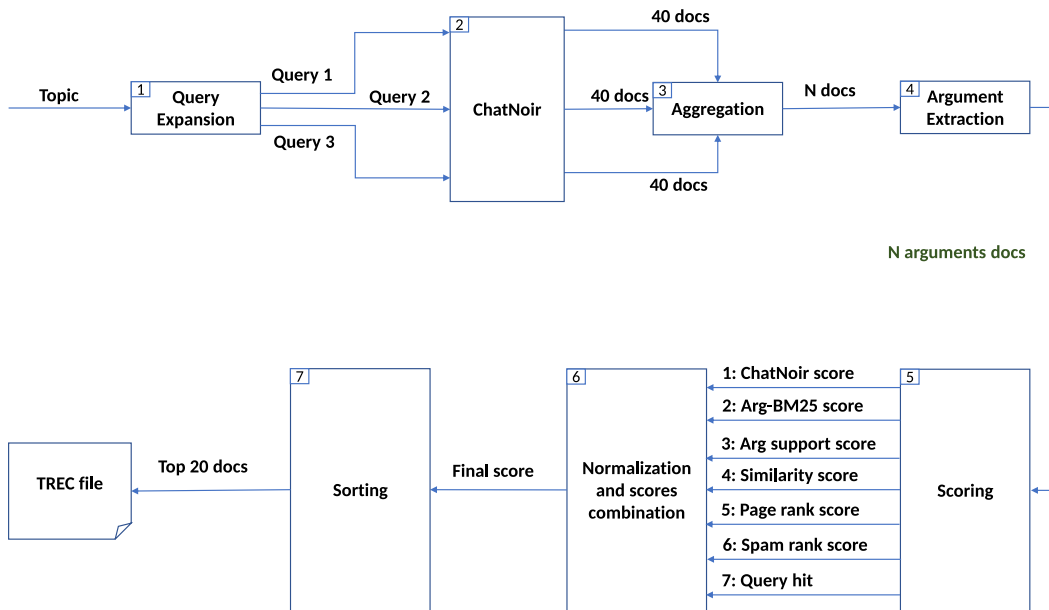 Topic
1
Query
Expansion
Query 1
Query 2
Query 3
2
ChatNoir
40 docs
40 docs
40 docs
3
Aggregation
N docs
4
Argument
Extraction
N arguments docs
5
Scoring
1: ChatNoir score
2: Arg-BM25 score
3: Arg support score
4: Similarity score
5: Page rank score
6: Spam rank score
7: Query hit
6
Normalization
and scores
combination
Final score
7
Sorting
Top 20 docs
TREC file